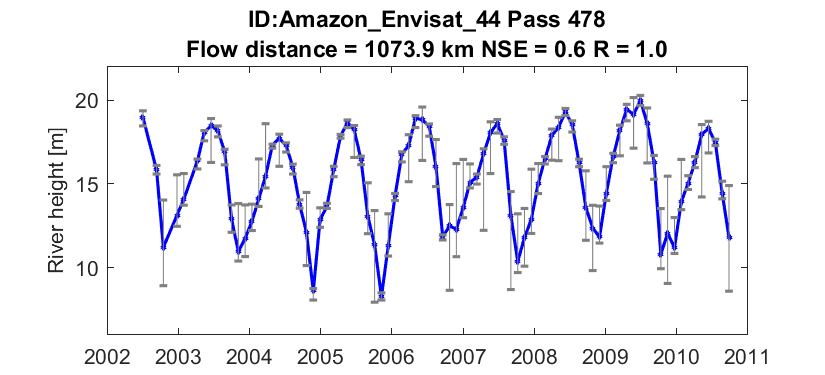 ID:Amazon_Envisat_44 Pass 478
Flow distance = 1073.9 km NSE = 0.6 R = 1.0
River height [m]
20
15
10
2002 2003 2004 2005 2006 2007 2008 2009 2010 2011